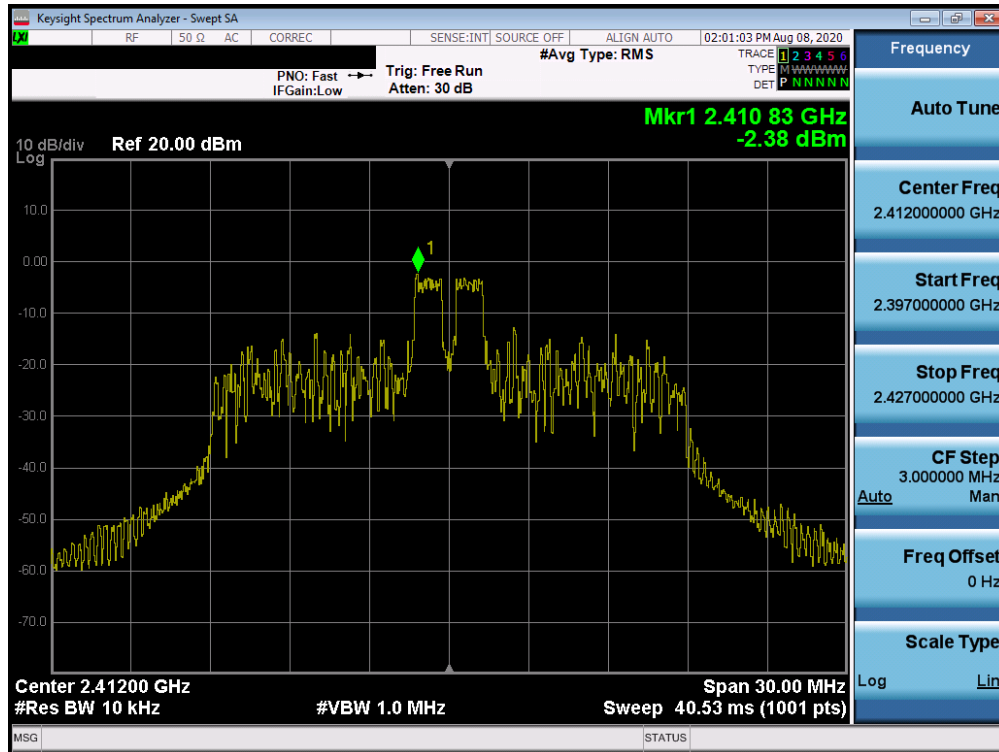 Keysight Spectrum Analyzer - Swept SA
LXI RF 50 Ω AC CORREC SENSE:INT SOURCE OFF ALIGN AUTO 02:01:03 PM Aug 08, 2020
#Avg Type: RMS
PNO: Fast
IFGain:Low
Trig: Free Run
Atten: 30 dB
TRACE 1 2 3 4 5 6
TYPE M W W W W W
DET P N N N N N
Mkr1 2.410 83 GHz
-2.38 dBm
10 dB/div
Log
Ref 20.00 dBm
10.0
0.00
-10.0
-20.0
-30.0
-40.0
-50.0
-60.0
-70.0
1
Center 2.41200 GHz
Span 30.00 MHz
#Res BW 10 kHz
#VBW 1.0 MHz
Sweep 40.53 ms (1001 pts)
MSG
STATUS
Frequency
Auto Tune
Center Freq
2.412000000 GHz
Start Freq
2.397000000 GHz
Stop Freq
2.427000000 GHz
CF Step
3.000000 MHz
Auto Man
Freq Offset
0 Hz
Scale Type
Log Lin